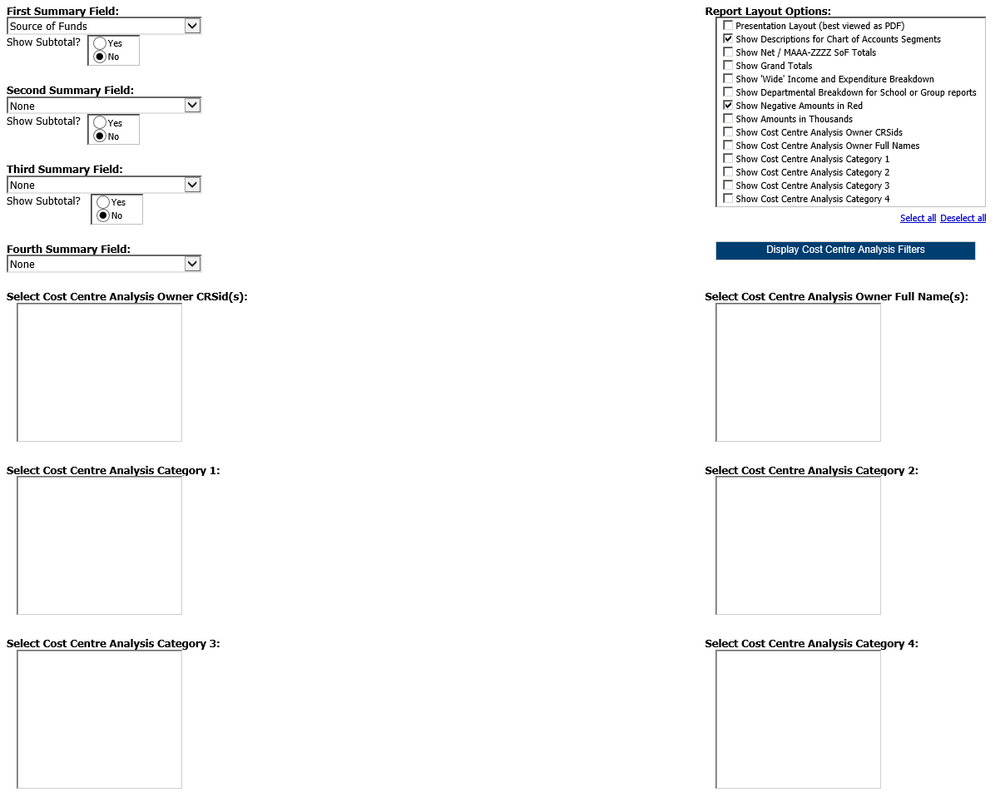 First Summary Field:
Source of Funds
Show Subtotal?
Yes
No
Second Summary Field:
None
Show Subtotal?
Yes
No
Third Summary Field:
None
Show Subtotal?
Yes
No
Fourth Summary Field:
None
Report Layout Options:
Presentation Layout (best viewed as PDF)
Show Descriptions for Chart of Accounts Segments
Show Net / MAAA-ZZZZ SoF Totals
Show Grand Totals
Show 'Wide' Income and Expenditure Breakdown
Show Departmental Breakdown for School or Group reports
Show Negative Amounts in Red
Show Amounts in Thousands
Show Cost Centre Analysis Owner CRSids
Show Cost Centre Analysis Owner Full Names
Show Cost Centre Analysis Category 1
Show Cost Centre Analysis Category 2
Show Cost Centre Analysis Category 3
Show Cost Centre Analysis Category 4
Select all Deselect all
Display Cost Centre Analysis Filters
Select Cost Centre Analysis Owner CRSid(s):
Select Cost Centre Analysis Owner Full Name(s):
Select Cost Centre Analysis Category 1:
Select Cost Centre Analysis Category 2:
Select Cost Centre Analysis Category 3:
Select Cost Centre Analysis Category 4: